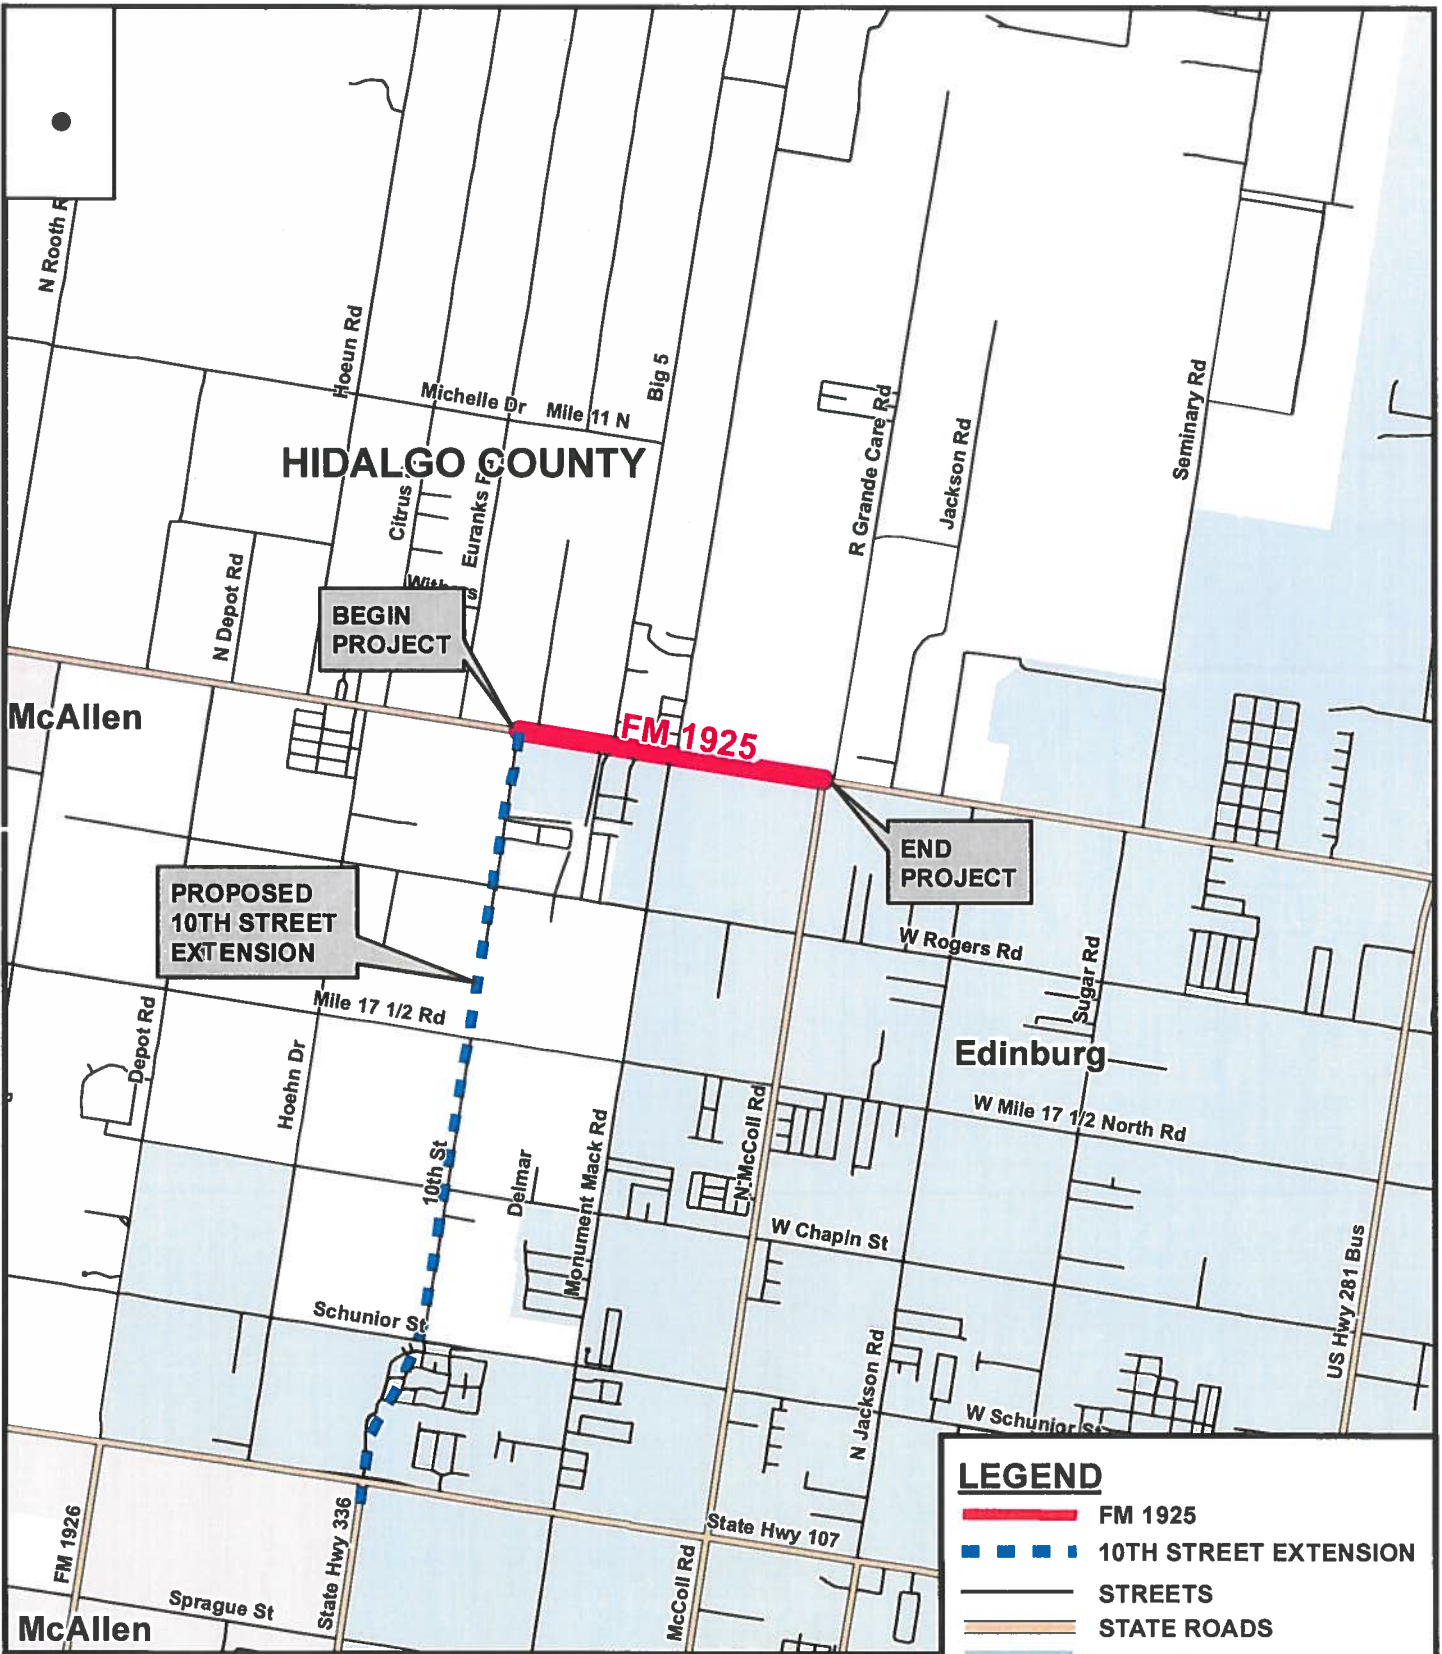 N Rooth R
Hoeun Rd
Michelle Dr
Mile 11 N
Big 5
HIDALGO COUNTY
Citrus
Euranks F
R Grande Care Rd
Jackson Rd
Seminary Rd
N Depot Rd
BEGIN
PROJECT
McAllen
FM 1925
END
PROJECT
PROPOSED
10TH STREET
EXTENSION
W Rogers Rd
Sugar Rd
Mile 17 1/2 Rd
Depot Rd
Hoehn Dr
Edinburg
W Mile 17 1/2 North Rd
10th St
Delmar
Monument Mack Rd
N McColl Rd
W Chapin St
US Hwy 281 Bus
Schunior St
N Jackson Rd
W Schunior St
FM 1926
State Hwy 336
State Hwy 107
McColl Rd
Sprague St
McAllen
LEGEND
FM 1925
10TH STREET EXTENSION
STREETS
STATE ROADS